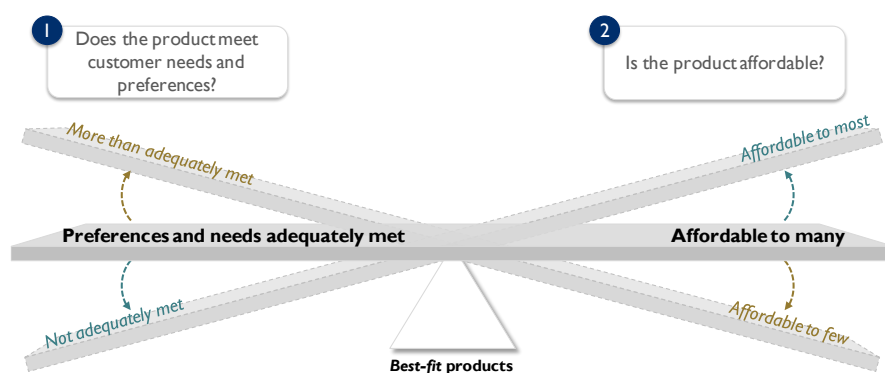 1
Does the product meet
customer needs and
preferences?
2
Is the product affordable?
More than adequately met
Affordable to most
Preferences and needs adequately met
Affordable to many
Not adequately met
Affordable to few
Best-fit products